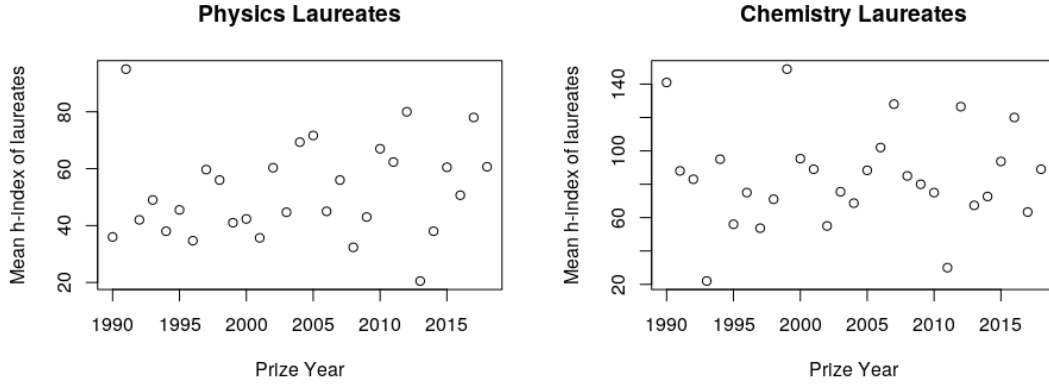 Physics Laureates
Mean h-index of laureates
80
60
40
20
1990 1995 2000 2005 2010 2015
Prize Year
Chemistry Laureates
Mean h-index of laureates
140
100
60
20
1990 1995 2000 2005 2010 2015
Prize Year